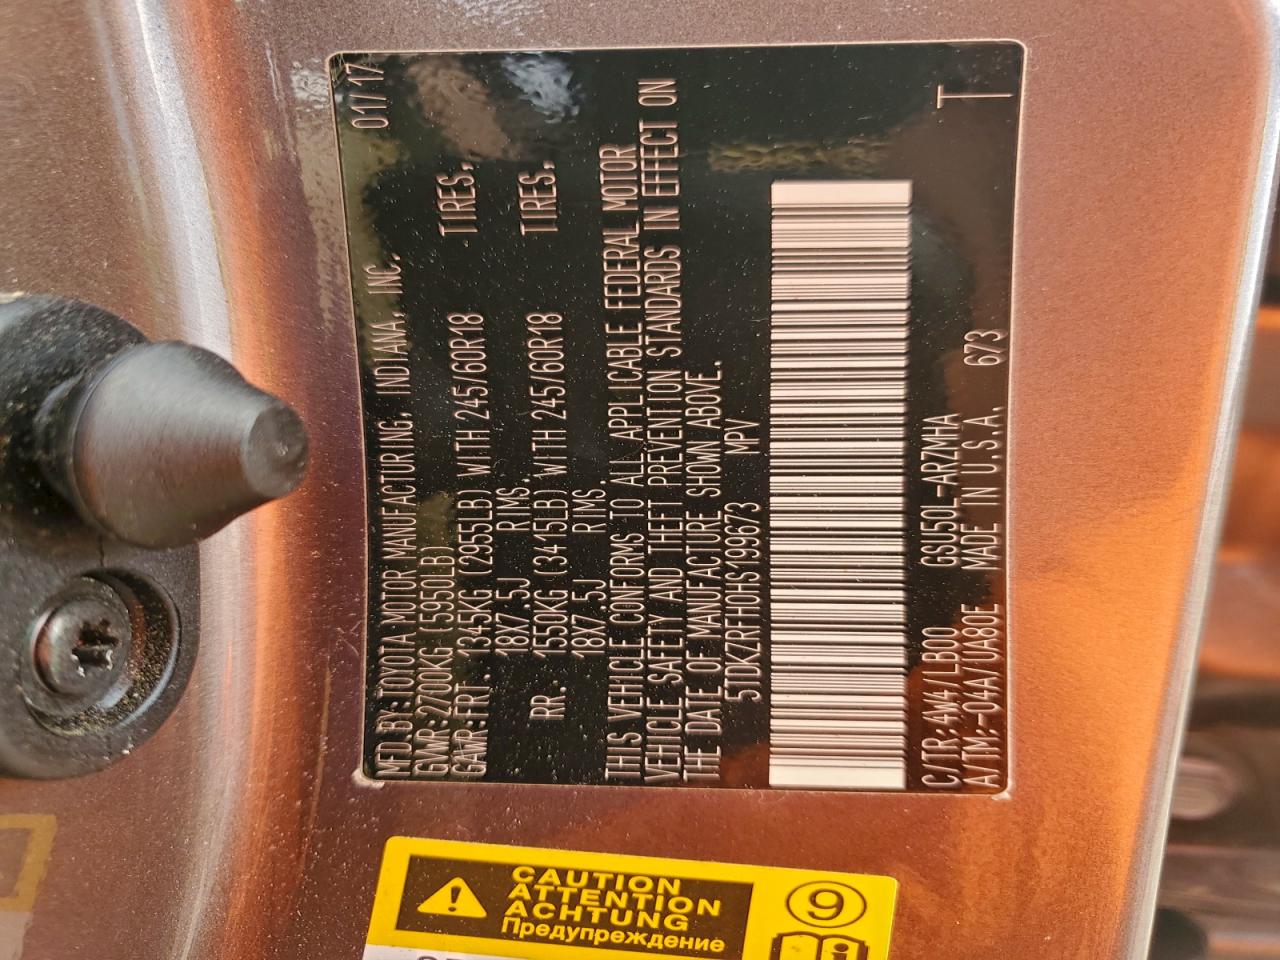 MFD.BY:TOYOTA MOTOR MANUFACTURING, INDIANA, INC. 01/17
GVWR:2700KG (5950LB)
GAWR:FRT. 1345KG (2955LB) WITH 245/60R18 TIRES,
18X7.5J RIMS,
RR. 1550KG (3415LB) WITH 245/60R18 TIRES,
18X7.5J RIMS
THIS VEHICLE CONFORMS TO ALL APPLICABLE FEDERAL MOTOR
VEHICLE SAFETY AND THEFT PREVENTION STANDARDS IN EFFECT ON
THE DATE OF MANUFACTURE SHOWN ABOVE.
5TDKZRFH0HS199673 MPV
C/TR:4W4/LB00 GSU50L-ARZMHA T
A/TM:-04A/UA80E MADE IN U.S.A. 673
CAUTION
ATTENTION
ACHTUNG
Предупреждение
9
i